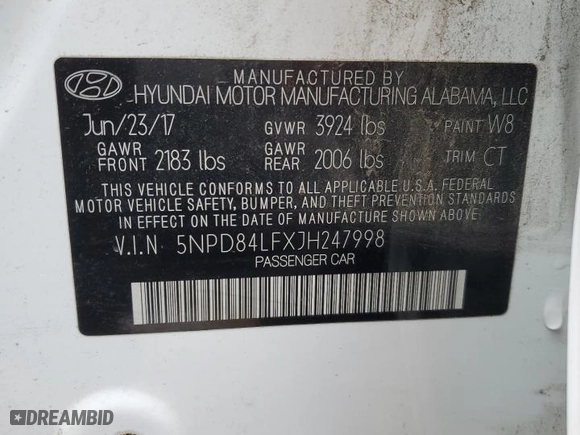 MANUFACTURED BY
HYUNDAI MOTOR MANUFACTURING ALABAMA, LLC
Jun/23/17 GVWR 3924 lbs PAINT W8
GAWR FRONT 2183 lbs GAWR REAR 2006 lbs TRIM CT
THIS VEHICLE CONFORMS TO ALL APPLICABLE U.S.A. FEDERAL
MOTOR VEHICLE SAFETY, BUMPER, AND THEFT PREVENTION STANDARDS
IN EFFECT ON THE DATE OF MANUFACTURE SHOWN ABOVE.
V.I.N 5NPD84LFXJH247998
PASSENGER CAR
DREAMBID